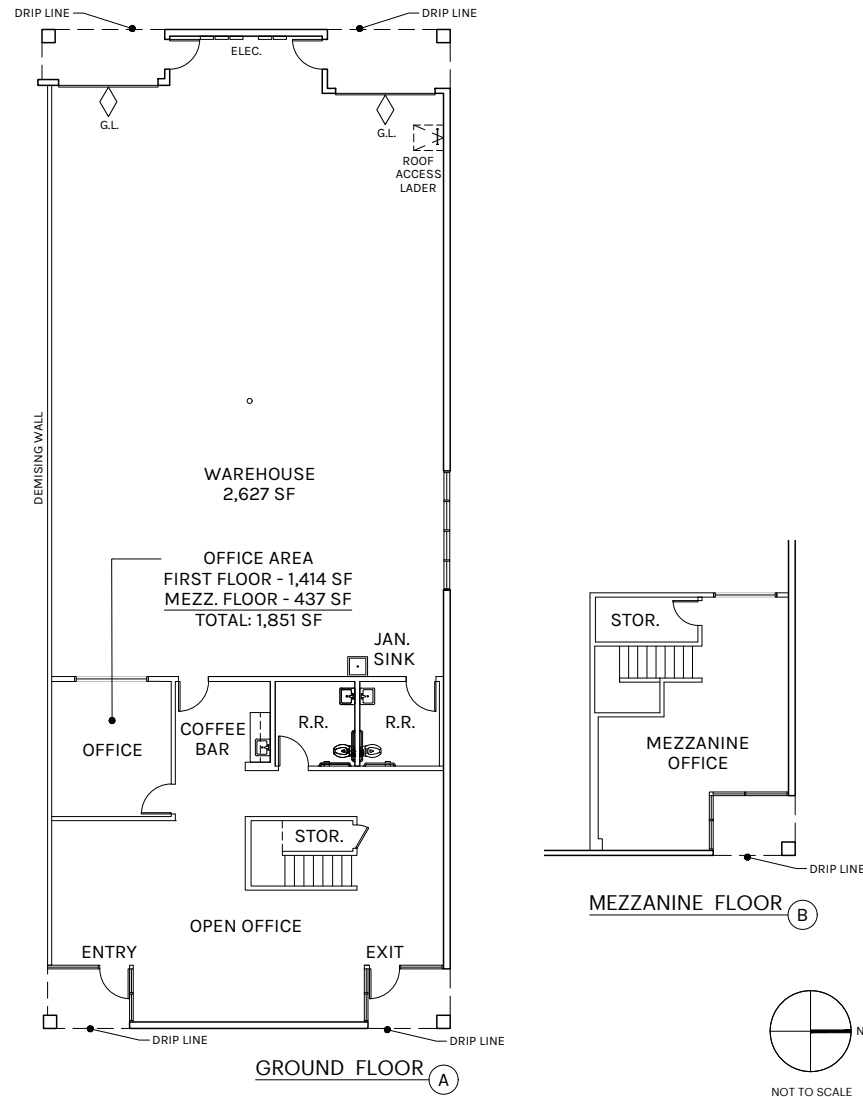 DRIP LINE
DRIP LINE
ELEC.
G.L.
G.L.
ROOF
ACCESS
LADER
DEMISING WALL
WAREHOUSE
2,627 SF
OFFICE AREA
FIRST FLOOR - 1,414 SF
MEZZ. FLOOR - 437 SF
TOTAL: 1,851 SF
JAN.
SINK
OFFICE
COFFEE
BAR
R.R.
R.R.
STOR.
OPEN OFFICE
ENTRY
EXIT
DRIP LINE
DRIP LINE
GROUND FLOOR A
STOR.
MEZZANINE
OFFICE
DRIP LINE
MEZZANINE FLOOR B
N
NOT TO SCALE